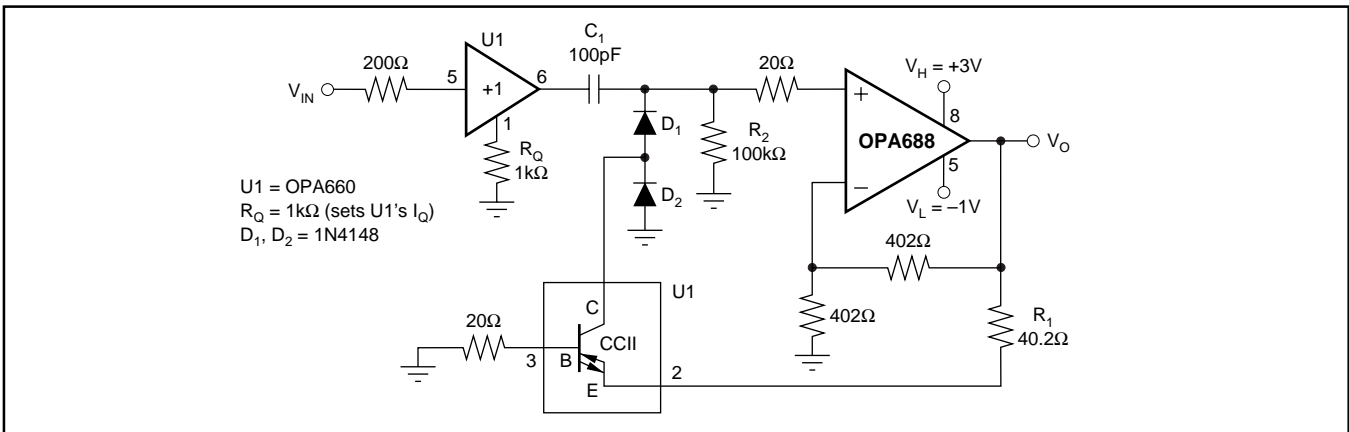 U1
C1
100pF
200Ω
VIN
5
+1
6
1
RQ
1kΩ
U1 = OPA660
RQ = 1kΩ (sets U1's IQ)
D1, D2 = 1N4148
D1
D2
R2
100kΩ
20Ω
+
−
OPA688
VH = +3V
8
VO
5
VL = –1V
402Ω
402Ω
R1
40.2Ω
U1
C
CCII
B
E
20Ω
3
2